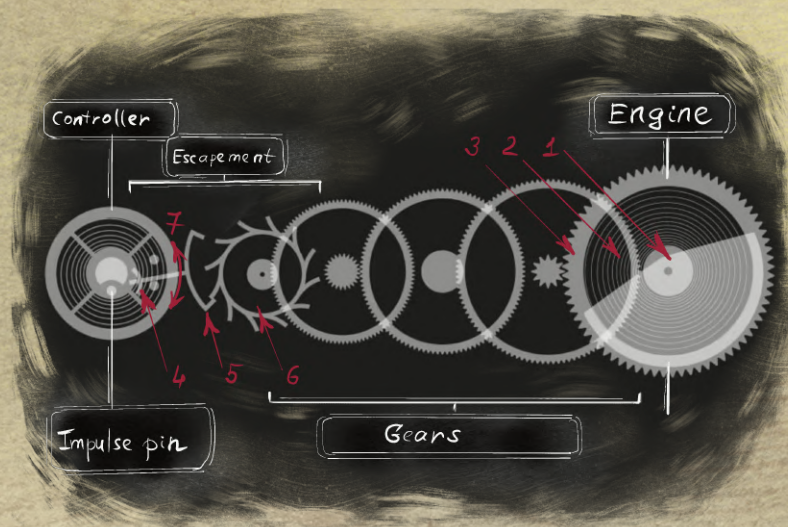 Controller
Engine
Escapement
3 2 1
7
4 5 6
Impulse pin
Gears